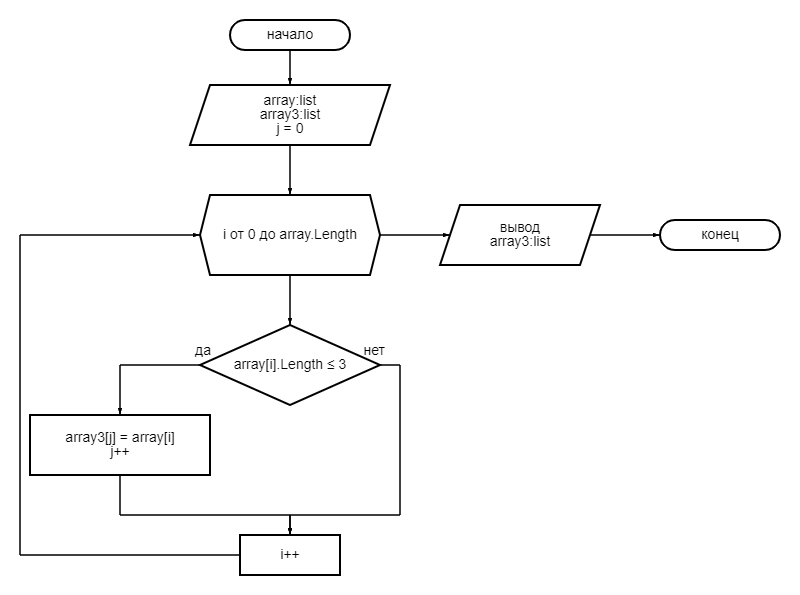 начало
array:list
array3:list
j = 0
i от 0 до array.Length
вывод
array3:list
конец
да
array[i].Length ≤ 3
нет
array3[j] = array[i]
j++
i++